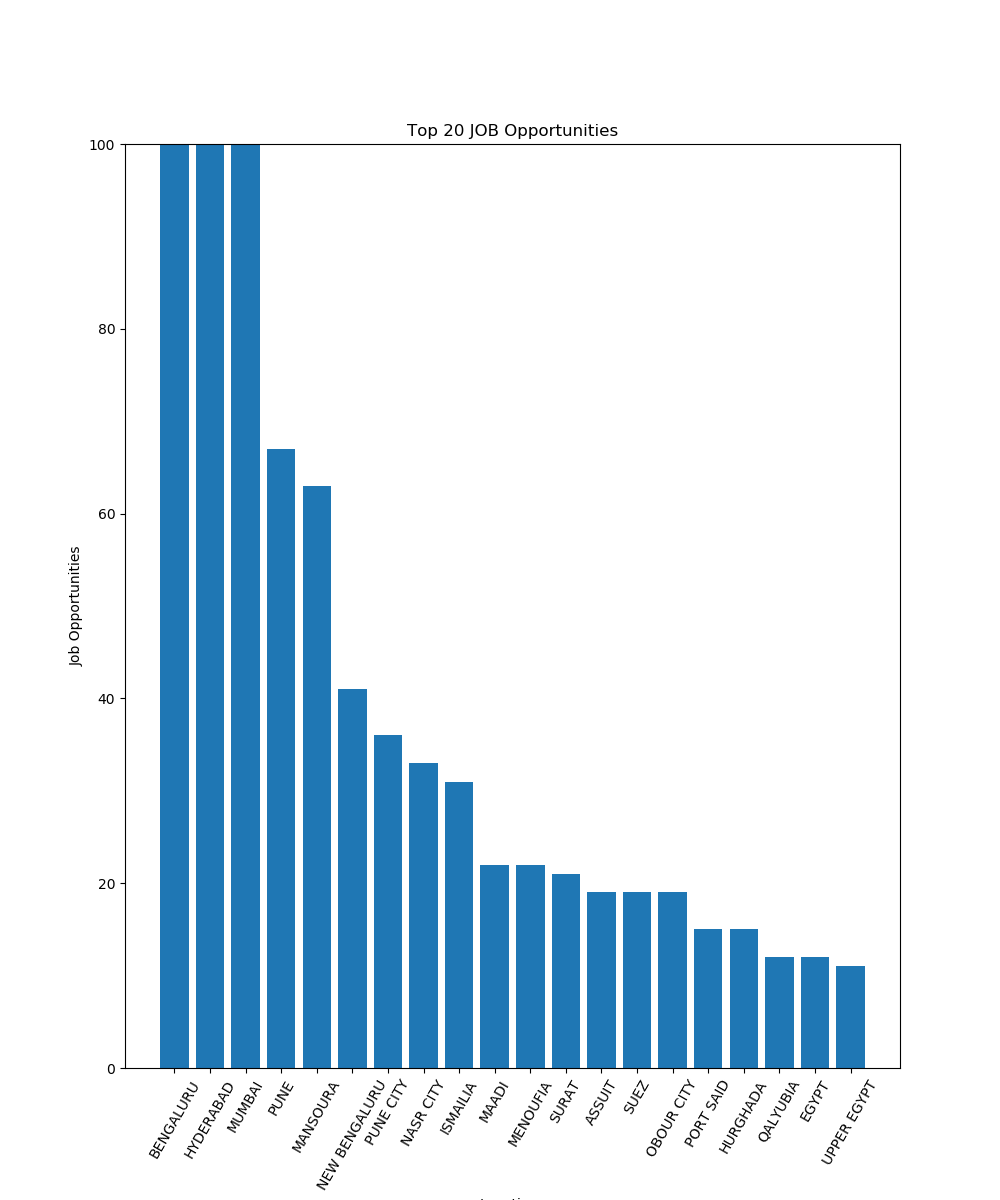 Top 20 JOB Opportunities
100
80
60
40
20
0
Job Opportunities
BENGALURU
HYDERABAD
MUMBAI
PUNE
MANSOURA
NEW BENGALURU
PUNE CITY
NASR CITY
ISMAILIA
MAADI
MENOUFIA
SURAT
ASSUIT
SUEZ
OBOUR CITY
PORT SAID
HURGHADA
QALYUBIA
EGYPT
UPPER EGYPT